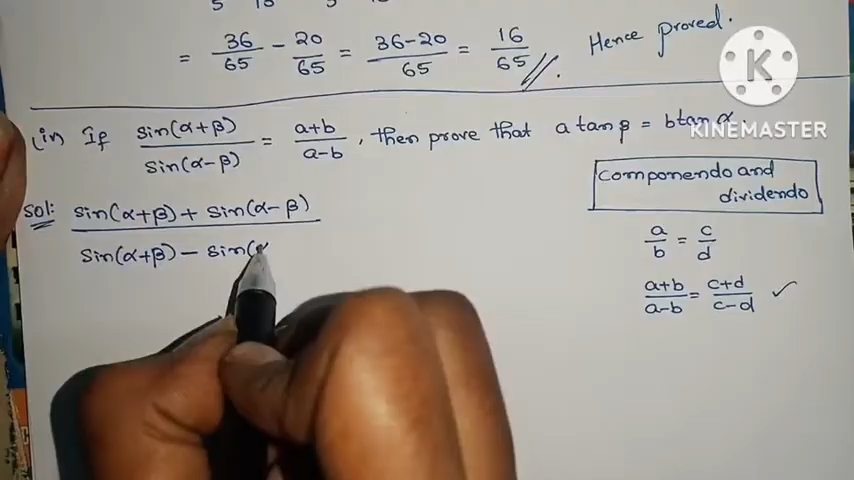 = 36/65 - 20/65 = 36-20/65 = 16/65 // . Hence proved.
K
KINEMASTER
(iv) If sin(α+β)/sin(α-β) = a+b/a-b , then prove that a tan β = b tan α.
componendo and
dividendo
Sol: sin(α+β) + sin(α-β)
sin(α+β) - sin(α
a/b = c/d
a+b/a-b = c+d/c-d ✓